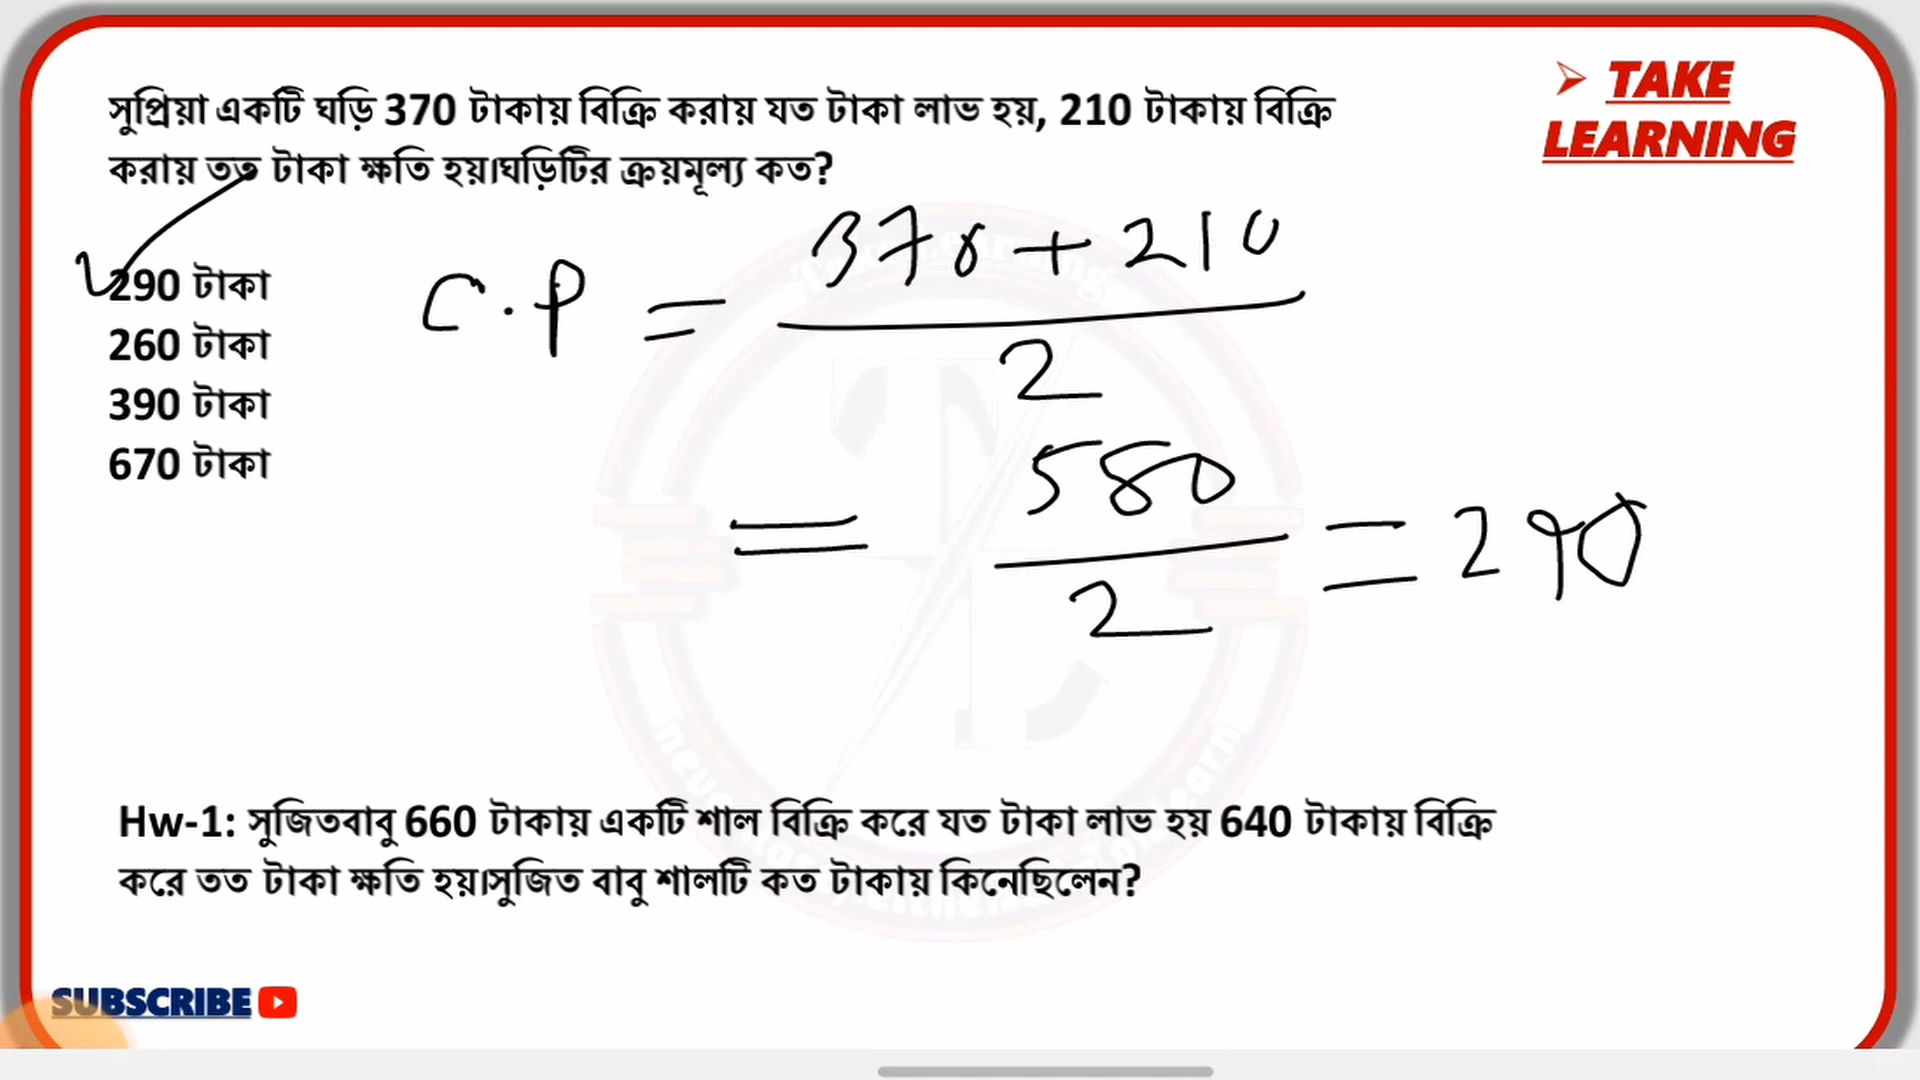 সুপ্রিয়া একটি ঘড়ি 370 টাকায় বিক্রি করায় যত টাকা লাভ হয়, 210 টাকায় বিক্রি
করায় তত টাকা ক্ষতি হয়।ঘড়িটির ক্রয়মূল্য কত?
➢ TAKE
LEARNING
290 টাকা
260 টাকা
390 টাকা
670 টাকা
C.P = 370 + 210
2
= 580 = 290
2
Hw-1: সুজিতবাবু 660 টাকায় একটি শাল বিক্রি করে যত টাকা লাভ হয় 640 টাকায় বিক্রি
করে তত টাকা ক্ষতি হয়।সুজিত বাবু শালটি কত টাকায় কিনেছিলেন?
SUBSCRIBE